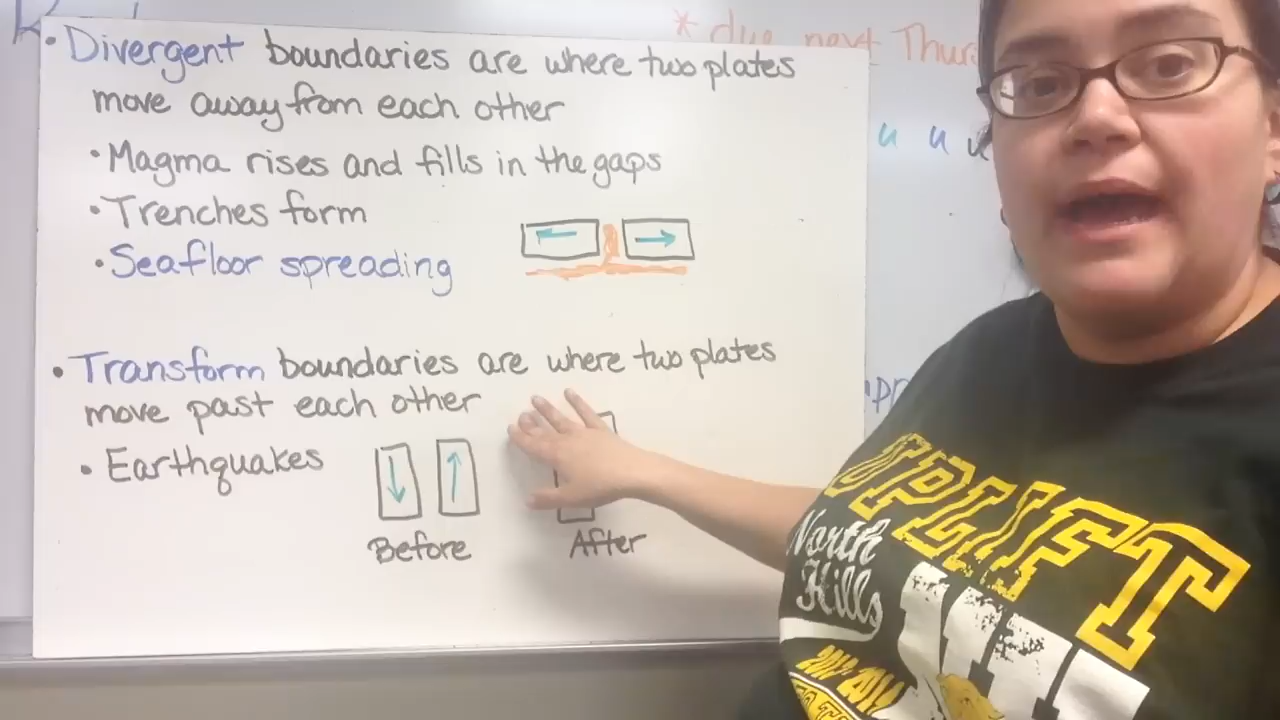 • Divergent boundaries are where two plates
move away from each other
• Magma rises and fills in the gaps
• Trenches form
• Seafloor spreading
• Transform boundaries are where two plates
move past each other
• Earthquakes
Before
After
* due next Thurs
u u u
UPLIFT
North
Hills